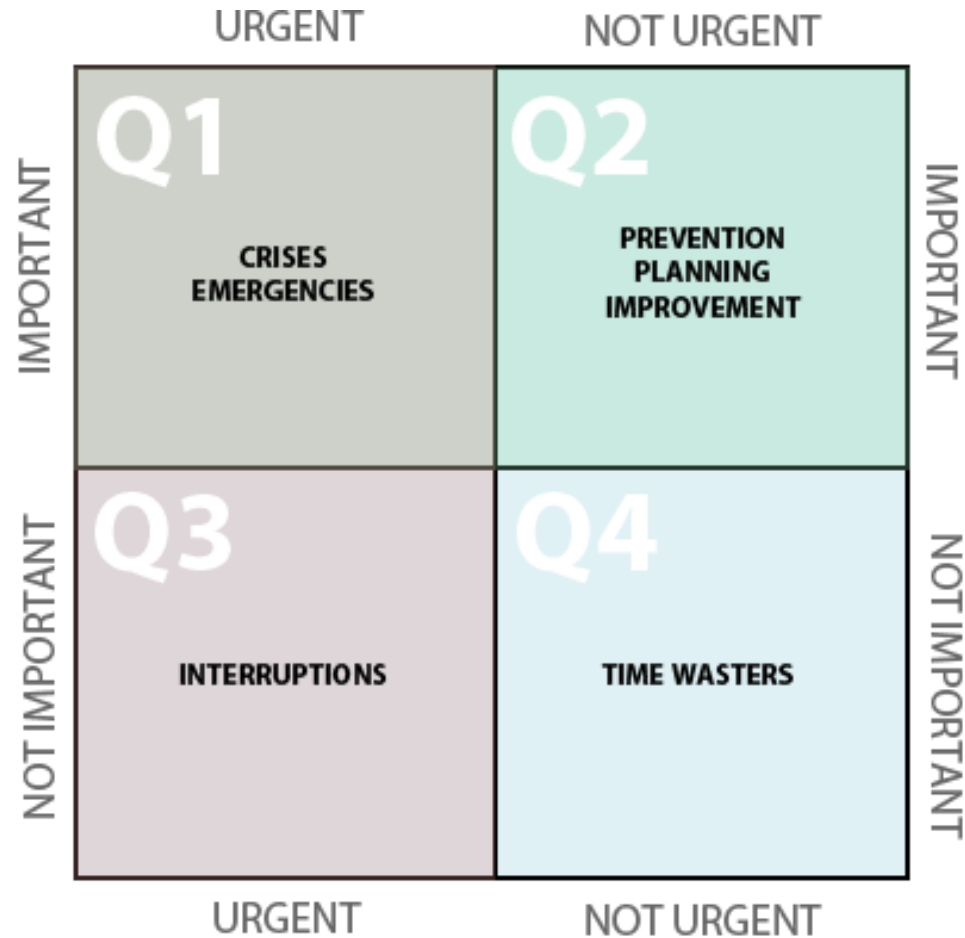 URGENT
NOT URGENT
IMPORTANT
Q1
CRISES
EMERGENCIES
Q2
PREVENTION
PLANNING
IMPROVEMENT
IMPORTANT
NOT IMPORTANT
Q3
INTERRUPTIONS
Q4
TIME WASTERS
NOT IMPORTANT
URGENT
NOT URGENT